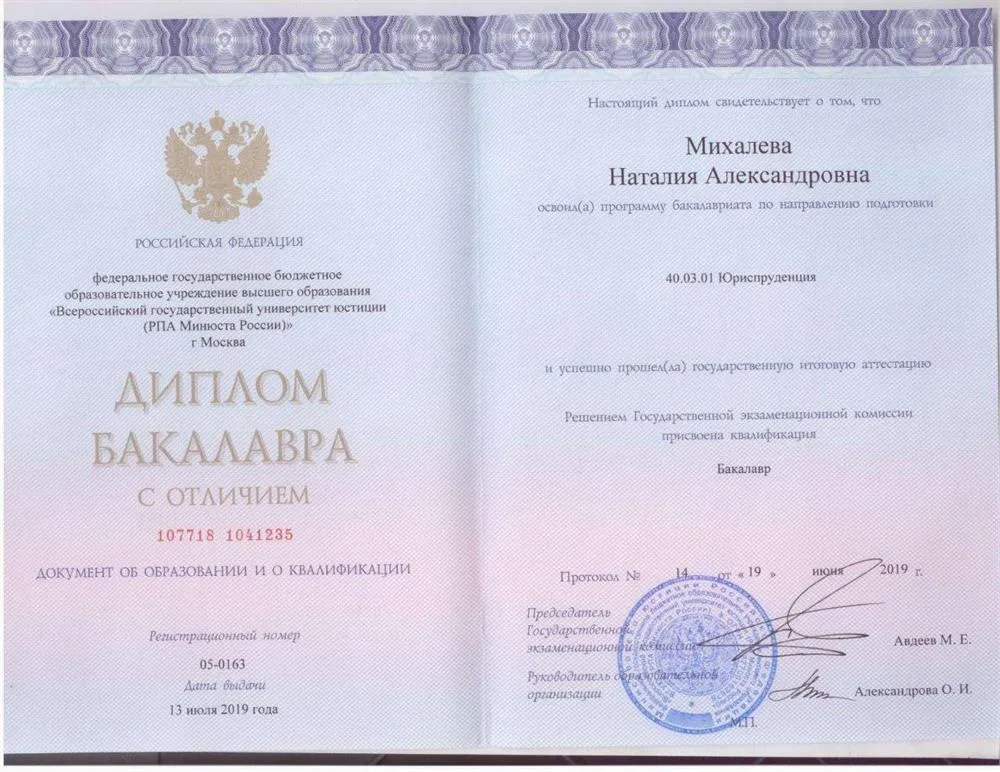 РОССИЙСКАЯ ФЕДЕРАЦИЯ
федеральное государственное бюджетное
образовательное учреждение высшего образования
«Всероссийский государственный университет юстиции
(РПА Минюста России)»
г Москва
ДИПЛОМ
БАКАЛАВРА
С ОТЛИЧИЕМ
107718 1041235
ДОКУМЕНТ ОБ ОБРАЗОВАНИИ И О КВАЛИФИКАЦИИ
Регистрационный номер
05-0163
Дата выдачи
13 июля 2019 года
Настоящий диплом свидетельствует о том, что
Михалева
Наталия Александровна
освоил(а) программу бакалавриата по направлению подготовки
40.03.01 Юриспруденция
и успешно прошел(ла) государственную итоговую аттестацию
Решением Государственной экзаменационной комиссии
присвоена квалификация
Бакалавр
Протокол № 14 от « 19 » июня 2019 г.
Председатель
Государственной
экзаменационной комиссии
Авдеев М. Е.
Руководитель образовательной
организации
Александрова О. И.
М.П.